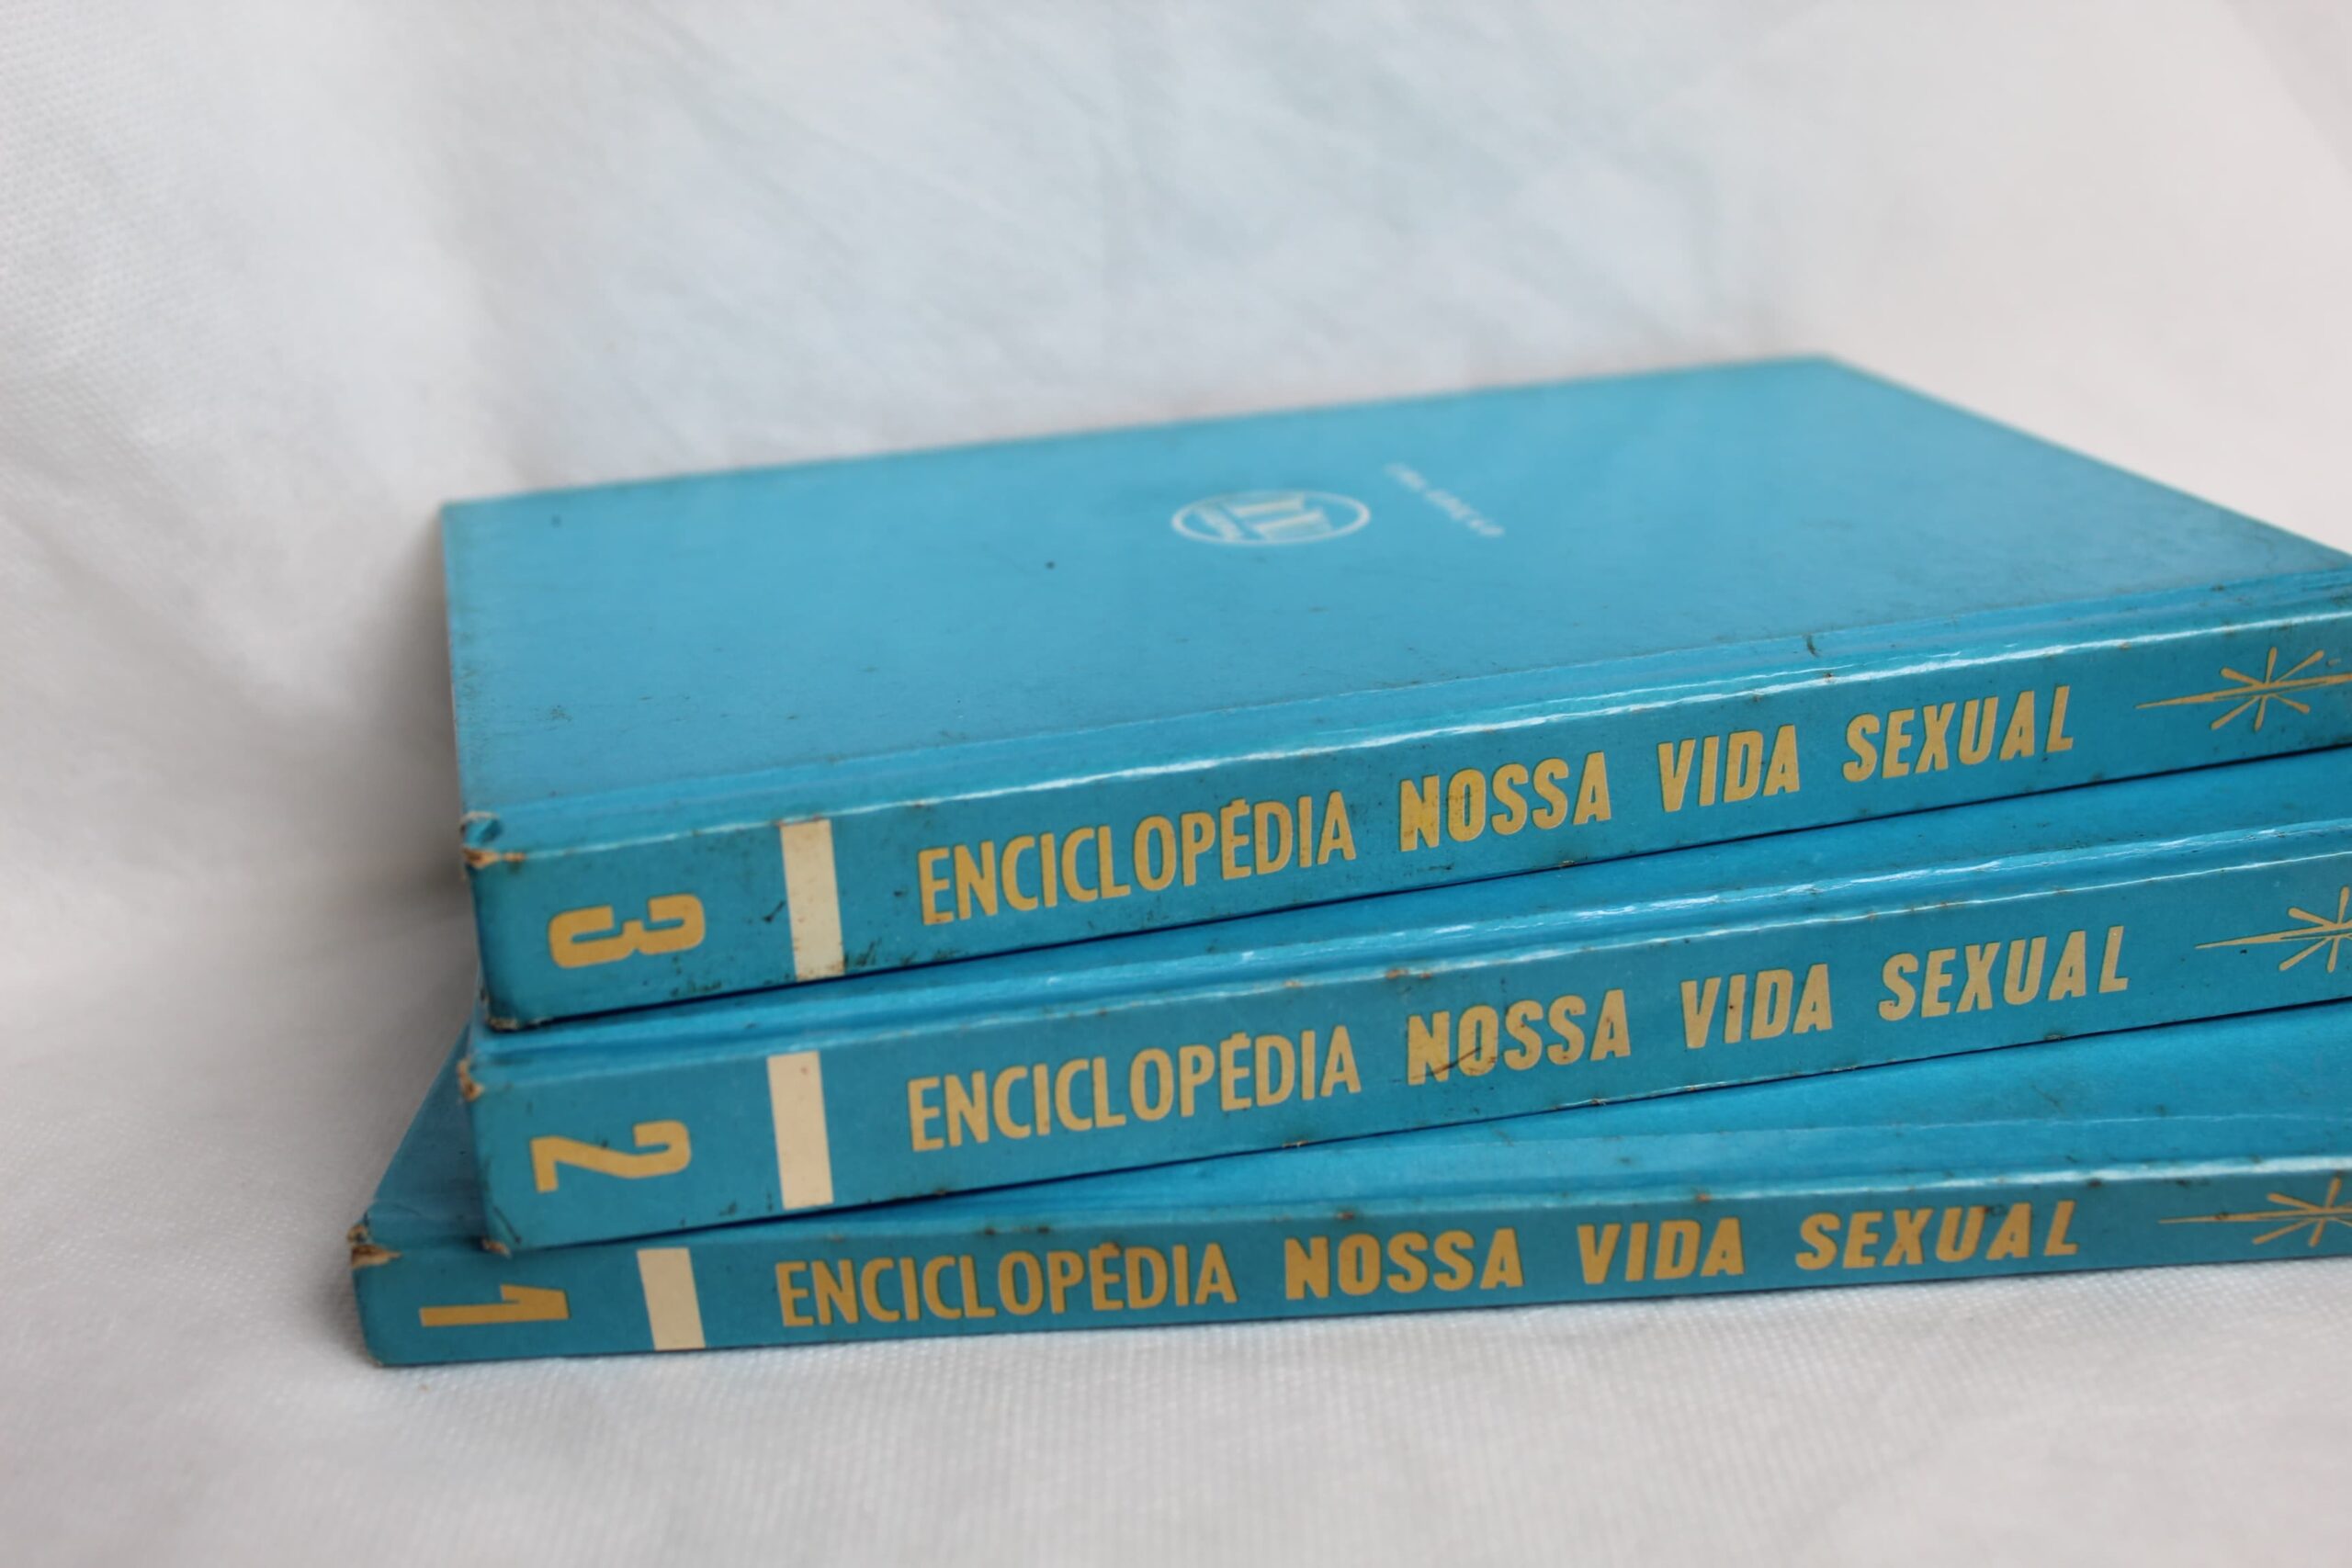 3 ENCICLOPÉDIA NOSSA VIDA SEXUAL
2 ENCICLOPÉDIA NOSSA VIDA SEXUAL
1 ENCICLOPÉDIA NOSSA VIDA SEXUAL